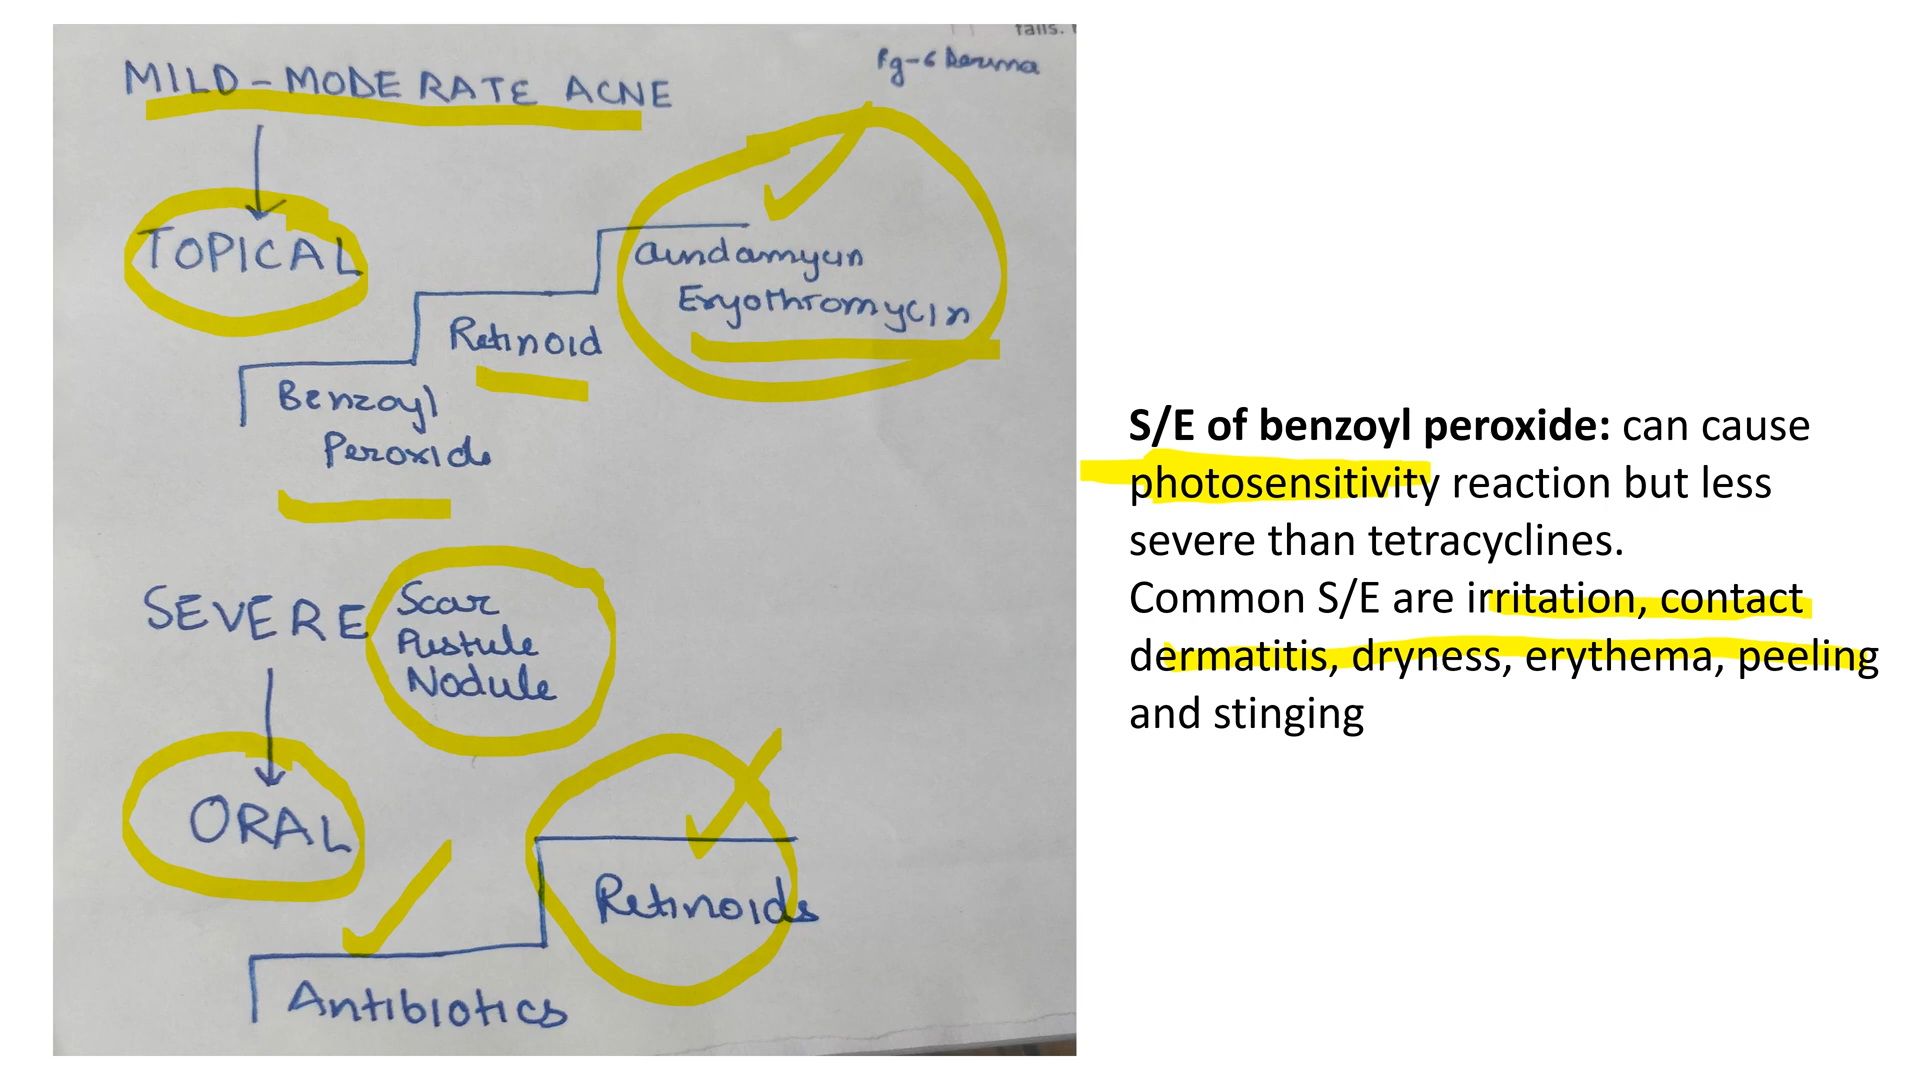 fails.
Pg-6 Derma
MILD-MODERATE ACNE
TOPICAL
Clindamycin
Eryothromycin
Retinoid
Benzoyl
Peroxide
SEVERE
Scar
Pustule
Nodule
ORAL
Retinoids
Antibiotics
S/E of benzoyl peroxide: can cause
photosensitivity reaction but less
severe than tetracyclines.
Common S/E are irritation, contact
dermatitis, dryness, erythema, peeling
and stinging